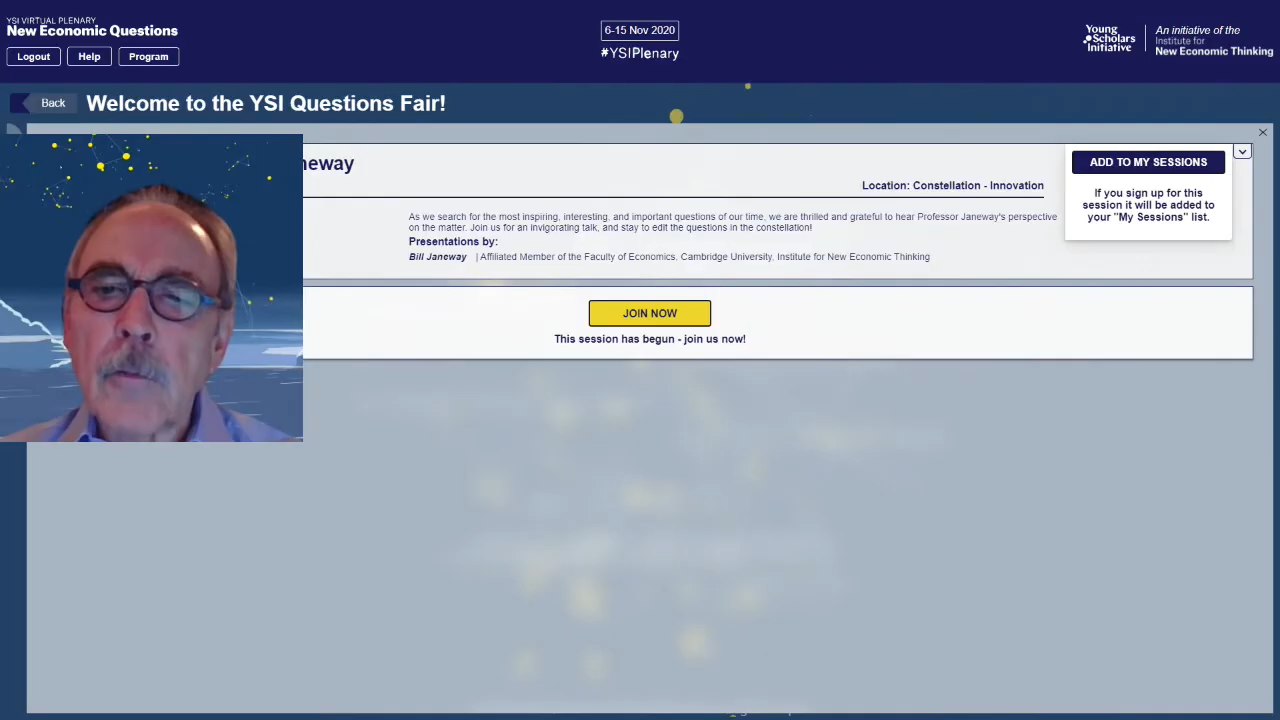 YSI VIRTUAL PLENARY
New Economic Questions
Logout
Help
Program
6-15 Nov 2020
#YSIPlenary
Young
Scholars
Initiative
An initiative of the
Institute for
New Economic Thinking
Back
Welcome to the YSI Questions Fair!
neway
Location: Constellation - Innovation
ADD TO MY SESSIONS
If you sign up for this
session it will be added to
your "My Sessions" list.
As we search for the most inspiring, interesting, and important questions of our time, we are thrilled and grateful to hear Professor Janeway's perspective
on the matter. Join us for an invigorating talk, and stay to edit the questions in the constellation!
Presentations by:
Bill Janeway | Affiliated Member of the Faculty of Economics, Cambridge University, Institute for New Economic Thinking
JOIN NOW
This session has begun - join us now!